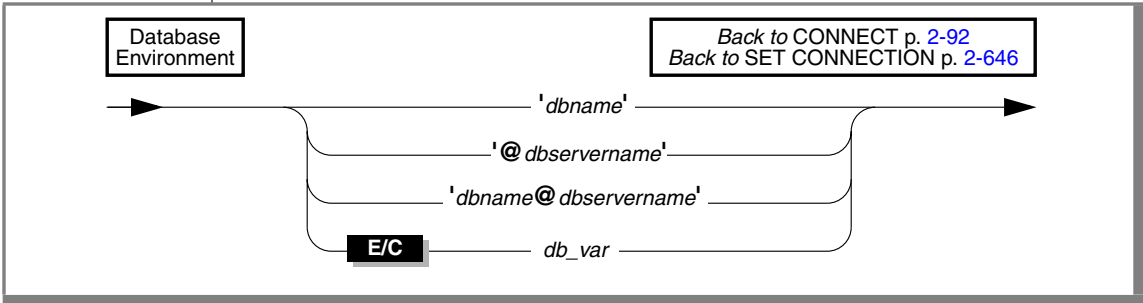 Database
Environment
Back to CONNECT p. 2-92
Back to SET CONNECTION p. 2-646
'dbname'
'@dbservername'
'dbname@dbservername'
E/C
db_var